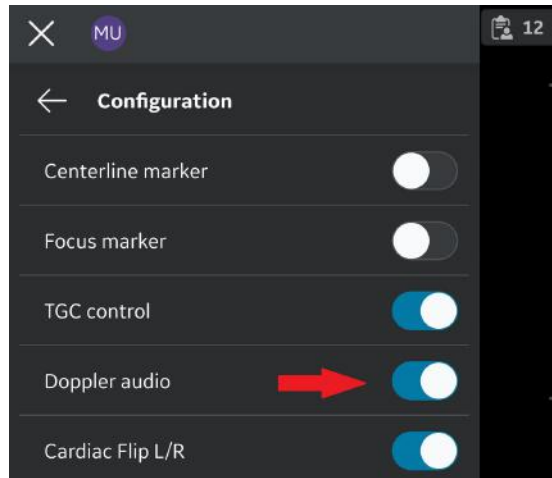 MU
12
Configuration
Centerline marker
Focus marker
TGC control
Doppler audio
Cardiac Flip L/R